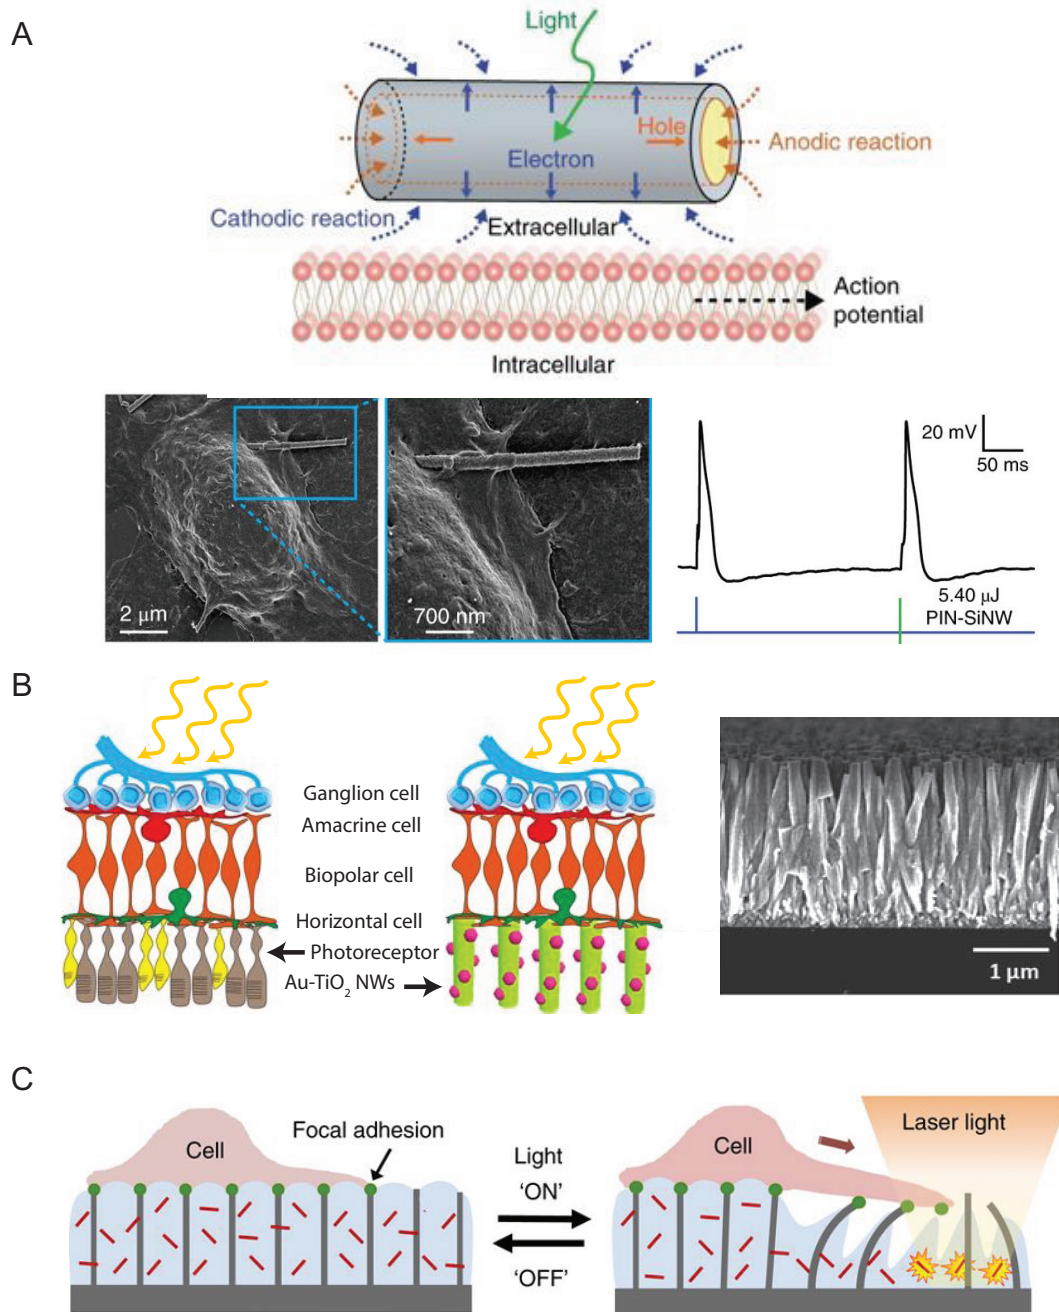 A
Light
Hole
Electron
Anodic reaction
Cathodic reaction
Extracellular
Action
potential
Intracellular
2 μm
700 nm
20 mV
50 ms
5.40 μJ
PIN-SiNW
B
Ganglion cell
Amacrine cell
Biopolar cell
Horizontal cell
Photoreceptor
Au-TiO₂ NWs
1 μm
C
Cell
Focal adhesion
Light
'ON'
'OFF'
Cell
Laser light